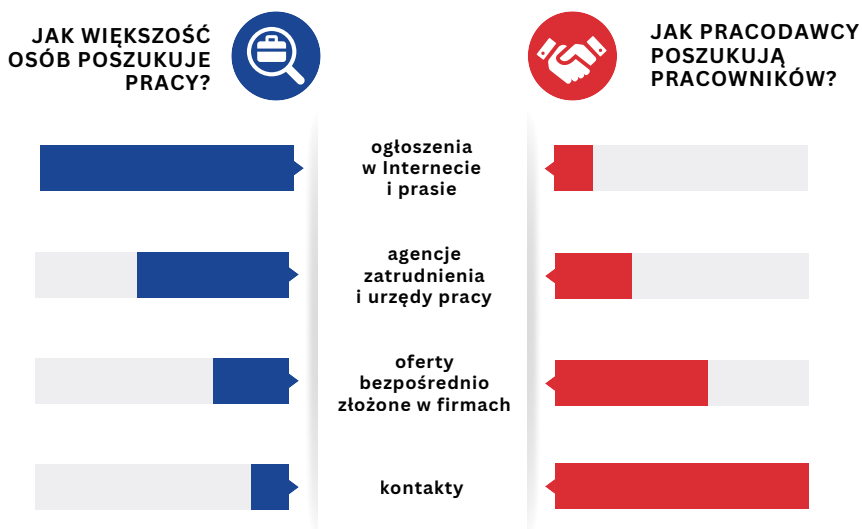 JAK WIĘKSZOŚĆ
OSÓB POSZUKUJE
PRACY?
JAK PRACODAWCY
POSZUKUJĄ
PRACOWNIKÓW?
ogłoszenia
w Internecie
i prasie
agencje
zatrudnienia
i urzędy pracy
oferty
bezpośrednio
złożone w firmach
kontakty